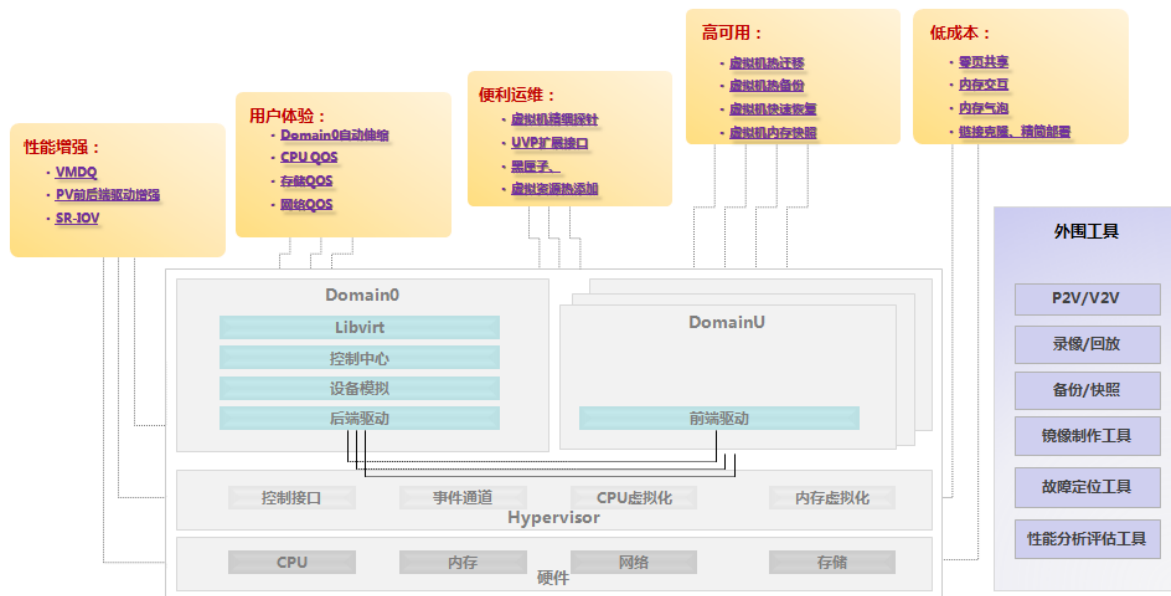 性能增强：
· VMDQ
· PV前后端驱动增强
· SR-IOV
用户体验：
· Domain0自动伸缩
· CPU QOS
· 存储QOS
· 网络QOS
便利运维：
· 虚拟机精细探针
· UVP扩展接口
· 黑匣子、
· 虚拟资源热添加
高可用：
· 虚拟机热迁移
· 虚拟机热备份
· 虚拟机快速恢复
· 虚拟机内存快照
低成本：
· 零页共享
· 内存交互
· 内存气泡
· 链接克隆、精简部署
Domain0
Libvirt
控制中心
设备模拟
后端驱动
DomainU
前端驱动
控制接口
事件通道
CPU虚拟化
内存虚拟化
Hypervisor
CPU
内存
网络
存储
硬件
外围工具
P2V/V2V
录像/回放
备份/快照
镜像制作工具
故障定位工具
性能分析评估工具